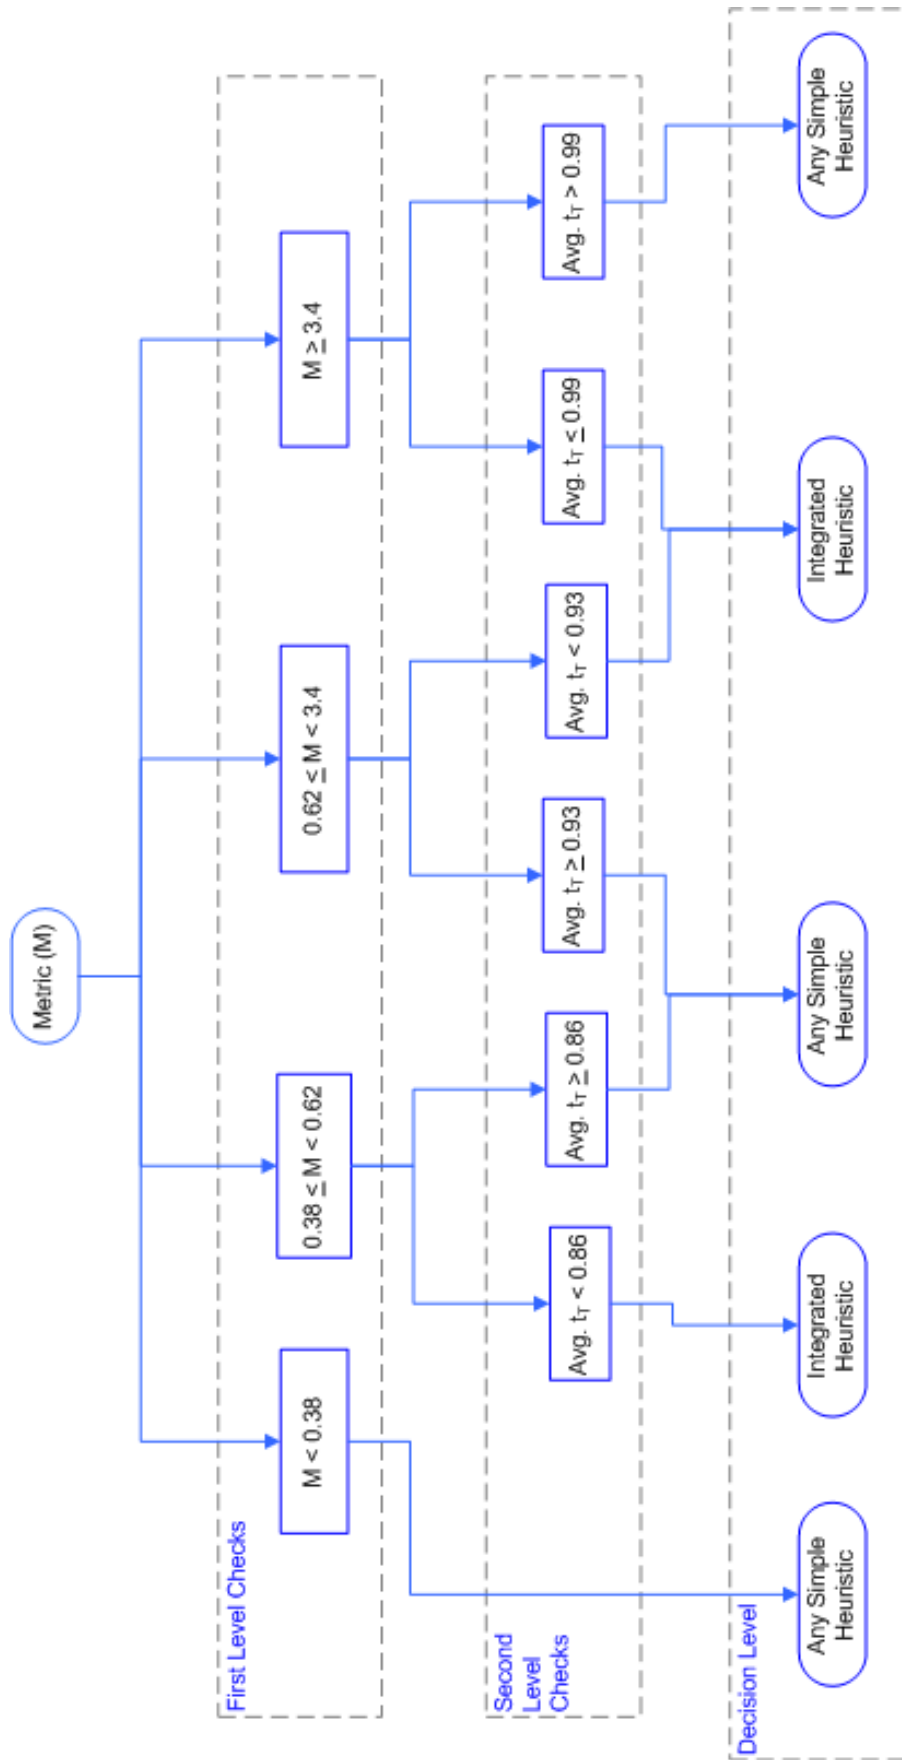 Metric (M)
First Level Checks
M < 0.38
0.38 ≤ M < 0.62
0.62 ≤ M < 3.4
M ≥ 3.4
Second
Level
Checks
Avg. tT < 0.86
Avg. tT ≥ 0.86
Avg. tT ≥ 0.93
Avg. tT < 0.93
Avg. tT ≤ 0.99
Avg. tT > 0.99
Decision Level
Any Simple
Heuristic
Integrated
Heuristic
Any Simple
Heuristic
Integrated
Heuristic
Any Simple
Heuristic